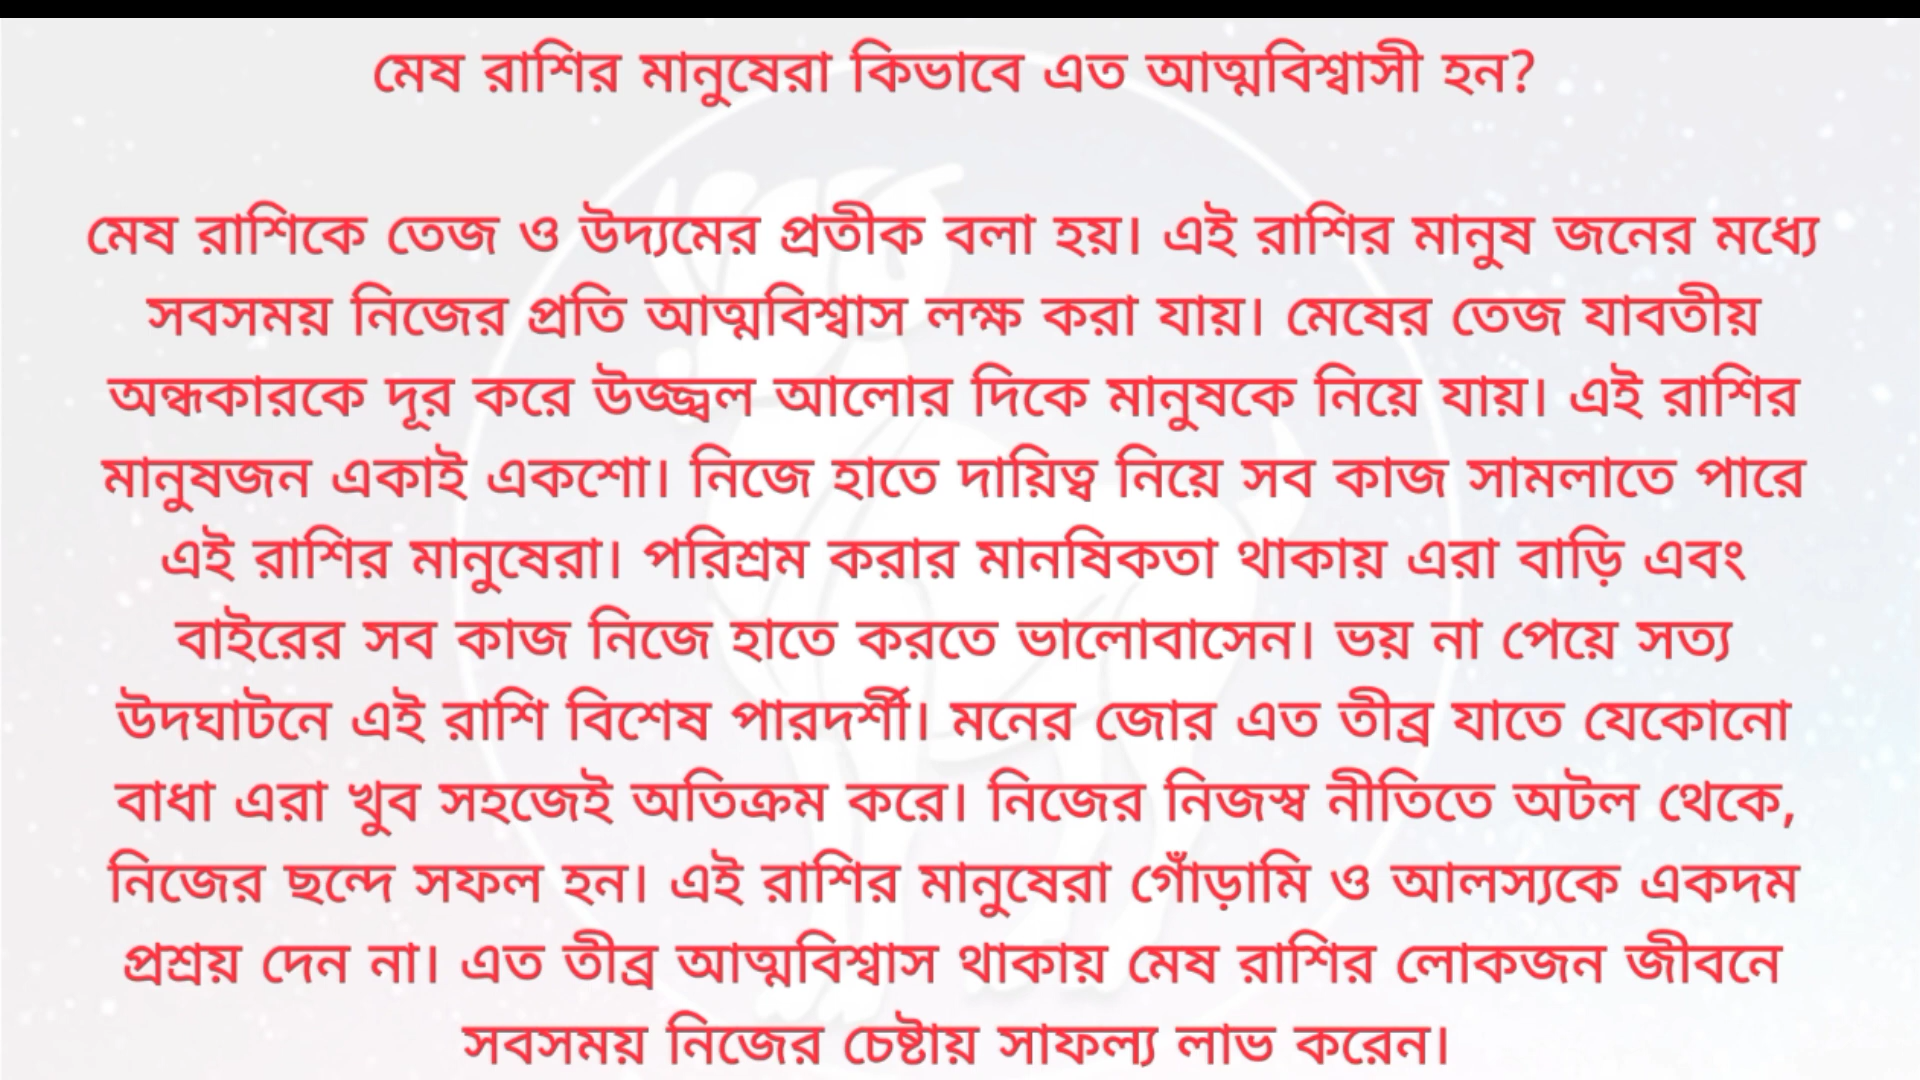 মেষ রাশির মানুষেরা কিভাবে এত আত্মবিশ্বাসী হন?
মেষ রাশিকে তেজ ও উদ্যমের প্রতীক বলা হয়। এই রাশির মানুষ জনের মধ্যে
সবসময় নিজের প্রতি আত্মবিশ্বাস লক্ষ করা যায়। মেষের তেজ যাবতীয়
অন্ধকারকে দূর করে উজ্জ্বল আলোর দিকে মানুষকে নিয়ে যায়। এই রাশির
মানুষজন একাই একশো। নিজে হাতে দায়িত্ব নিয়ে সব কাজ সামলাতে পারে
এই রাশির মানুষেরা। পরিশ্রম করার মানষিকতা থাকায় এরা বাড়ি এবং
বাইরের সব কাজ নিজে হাতে করতে ভালোবাসেন। ভয় না পেয়ে সত্য
উদঘাটনে এই রাশি বিশেষ পারদর্শী। মনের জোর এত তীব্র যাতে যেকোনো
বাধা এরা খুব সহজেই অতিক্রম করে। নিজের নিজস্ব নীতিতে অটল থেকে,
নিজের ছন্দে সফল হন। এই রাশির মানুষেরা গোঁড়ামি ও আলস্যকে একদম
প্রশ্রয় দেন না। এত তীব্র আত্মবিশ্বাস থাকায় মেষ রাশির লোকজন জীবনে
সবসময় নিজের চেষ্টায় সাফল্য লাভ করেন।